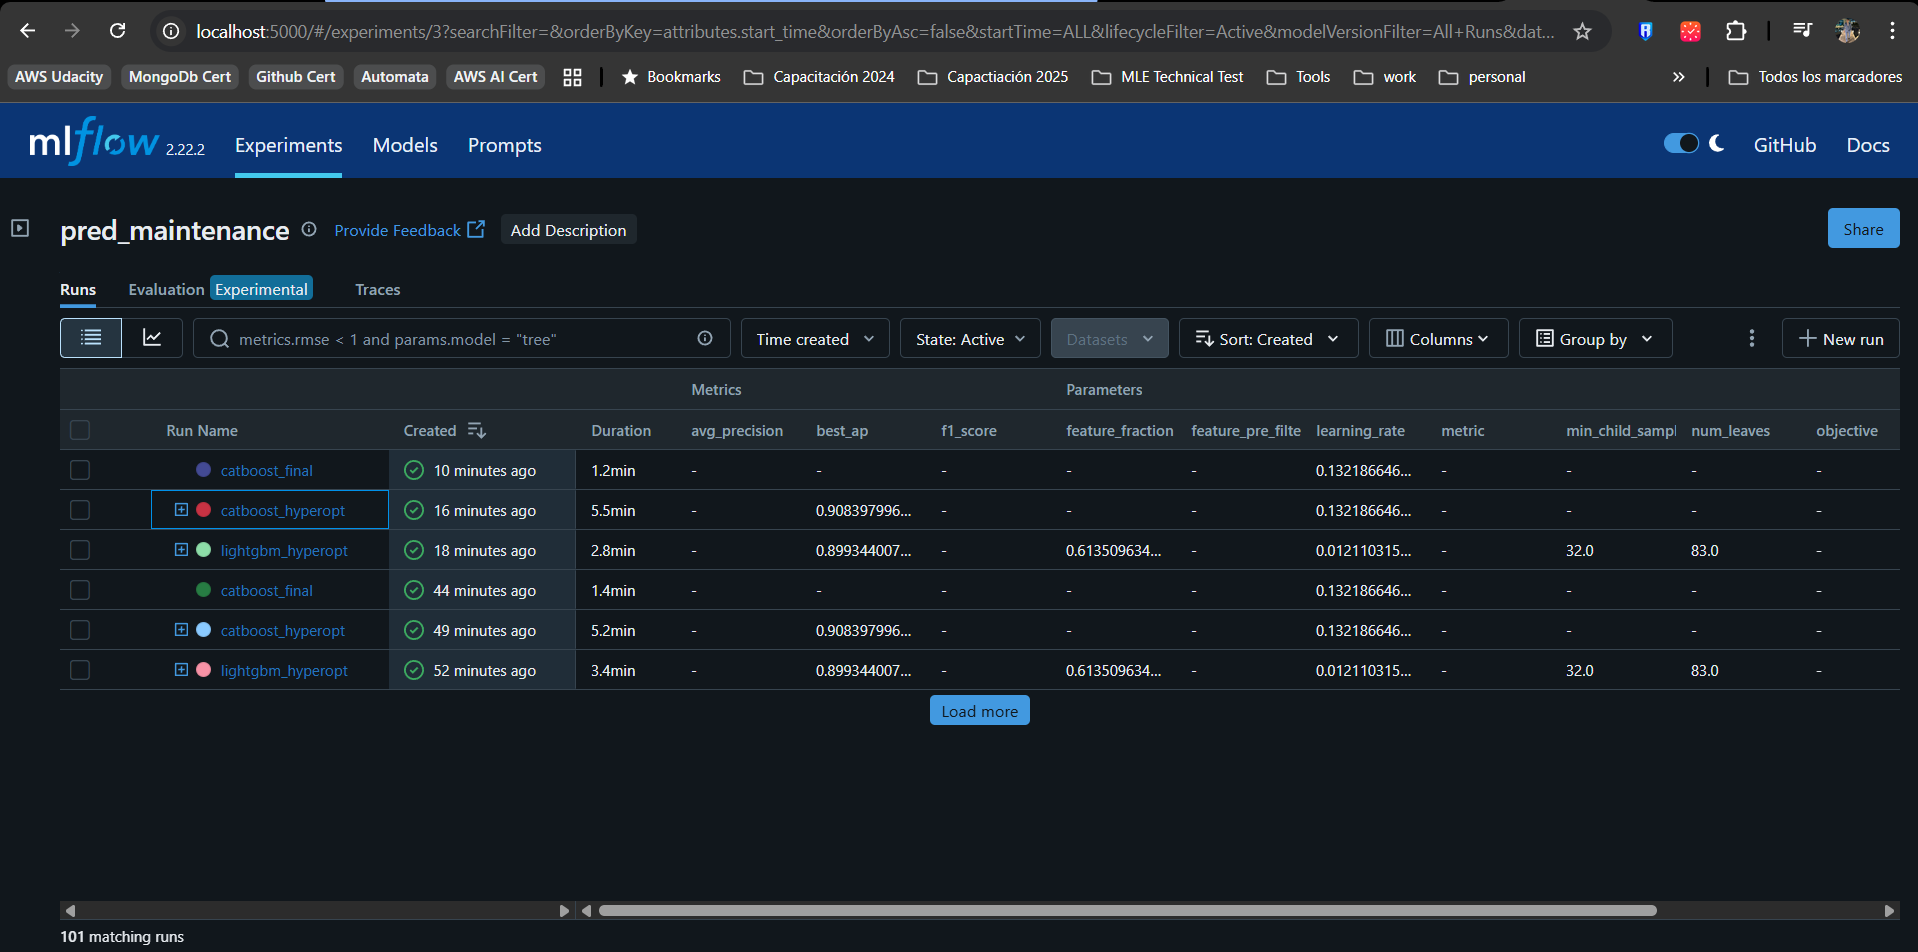 localhost:5000/#/experiments/3?searchFilter=&orderByKey=attributes.start_time&orderByAsc=false&startTime=ALL&lifecycleFilter=Active&modelVersionFilter=All+Runs&dat...
AWS Udacity MongoDb Cert Github Cert Automata AWS AI Cert Bookmarks Capacitación 2024 Capactiación 2025 MLE Technical Test Tools work personal » Todos los marcadores
mlflow 2.22.2 Experiments Models Prompts GitHub Docs
pred_maintenance Provide Feedback Add Description Share
Runs Evaluation Experimental Traces
metrics.rmse < 1 and params.model = "tree" Time created State: Active Datasets Sort: Created Columns Group by New run
Metrics Parameters
Run Name Created Duration avg_precision best_ap f1_score feature_fraction feature_pre_filte learning_rate metric min_child_sampl num_leaves objective
catboost_final 10 minutes ago 1.2min - - - - - 0.132186646... - - - -
catboost_hyperopt 16 minutes ago 5.5min - 0.908397996... - - - 0.132186646... - - - -
lightgbm_hyperopt 18 minutes ago 2.8min - 0.899344007... - 0.613509634... - 0.012110315... - 32.0 83.0 -
catboost_final 44 minutes ago 1.4min - - - - - 0.132186646... - - - -
catboost_hyperopt 49 minutes ago 5.2min - 0.908397996... - - - 0.132186646... - - - -
lightgbm_hyperopt 52 minutes ago 3.4min - 0.899344007... - 0.613509634... - 0.012110315... - 32.0 83.0 -
Load more
101 matching runs